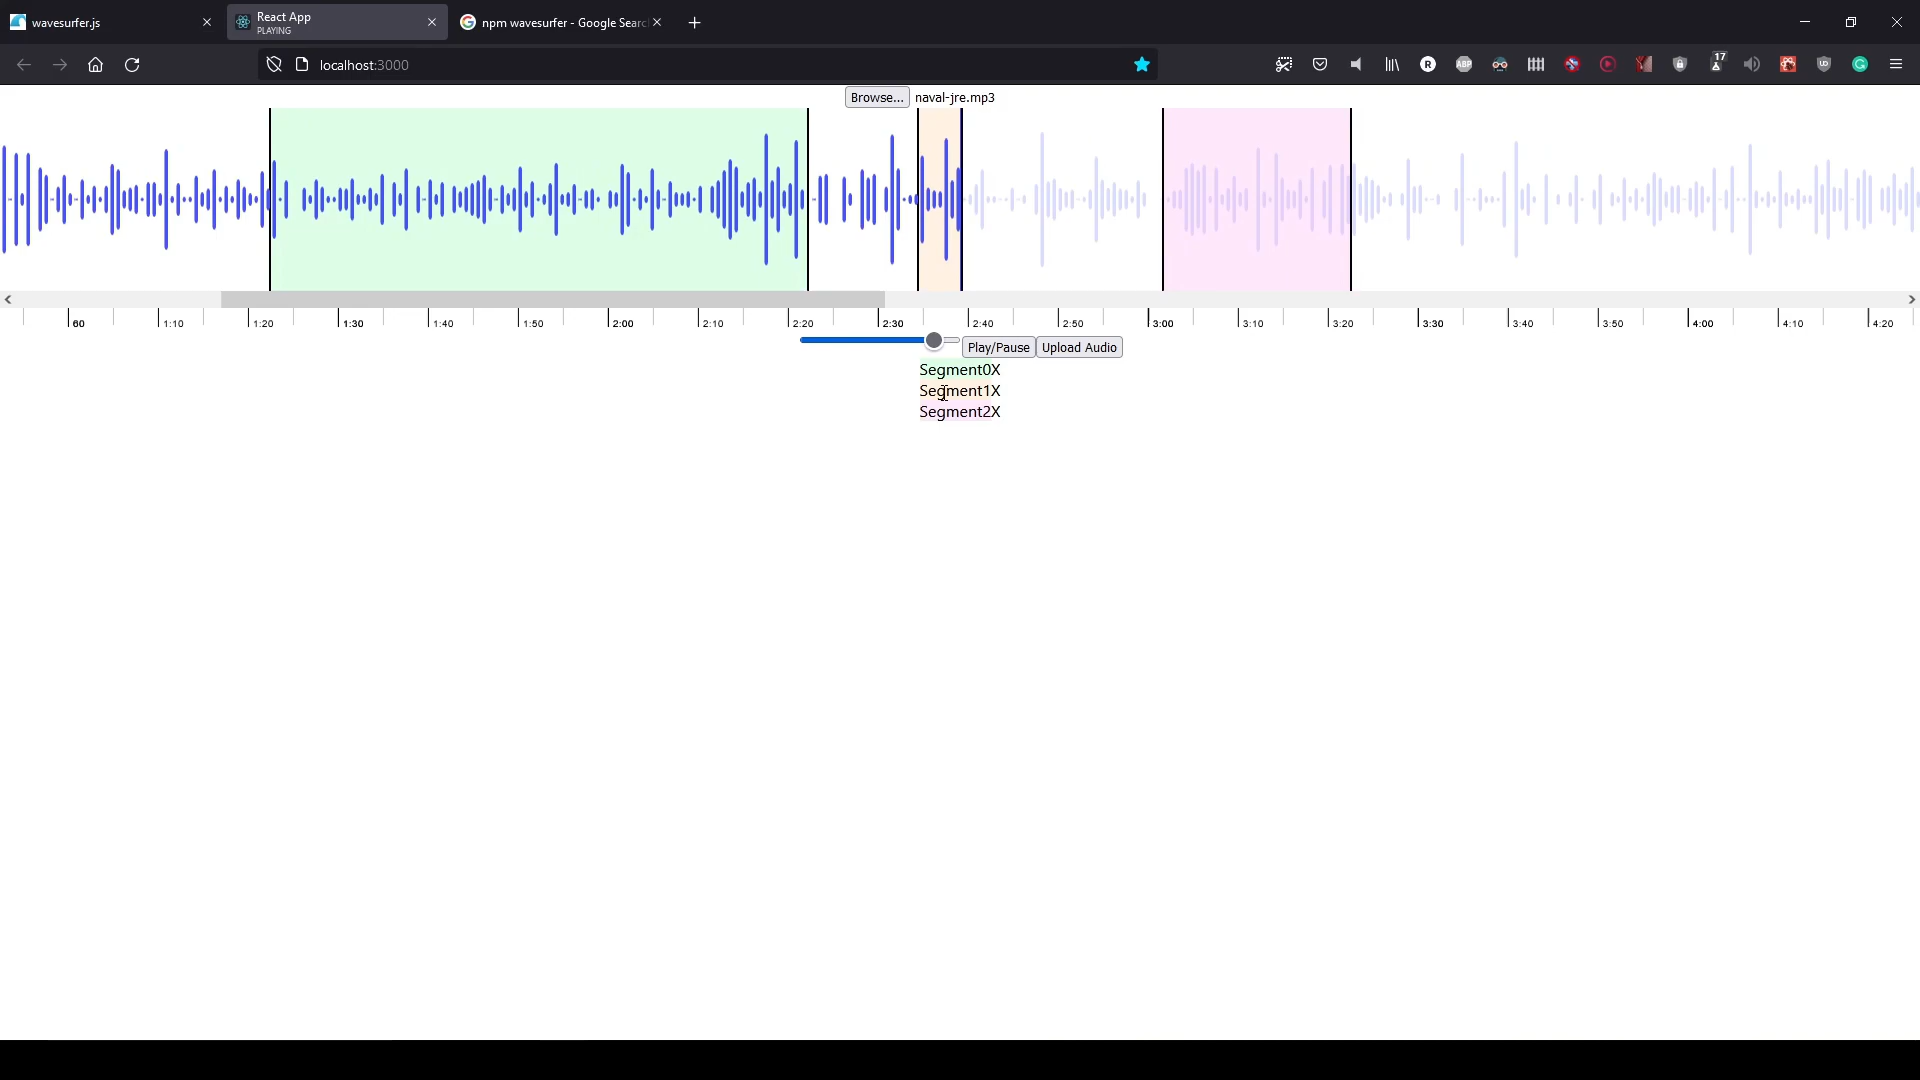 wavesurfer.js
React App
PLAYING
npm wavesurfer - Google Searc
localhost:3000
R
ABP
17
UD
G
Browse... naval-jre.mp3
60 1:10 1:20 1:30 1:40 1:50 2:00 2:10 2:20 2:30 2:40 2:50 3:00 3:10 3:20 3:30 3:40 3:50 4:00 4:10 4:20
Play/Pause Upload Audio
Segment0X
Segment1X
Segment2X